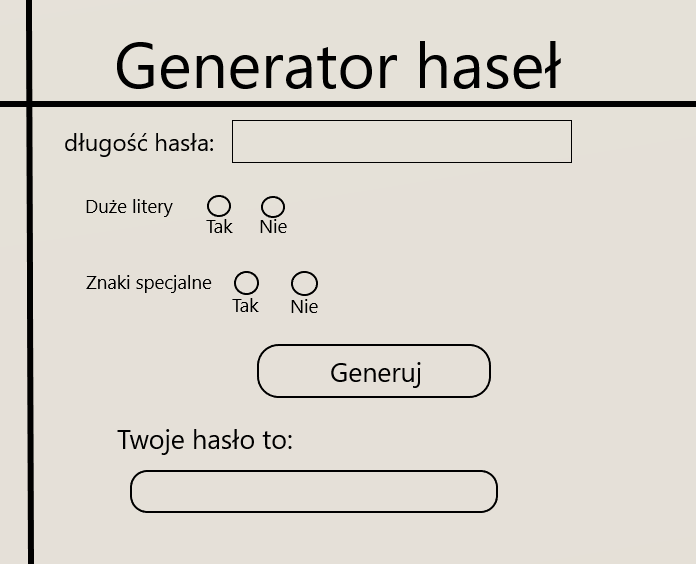 Generator haseł
długość hasła:
Duże litery
Tak Nie
Znaki specjalne
Tak Nie
Generuj
Twoje hasło to: